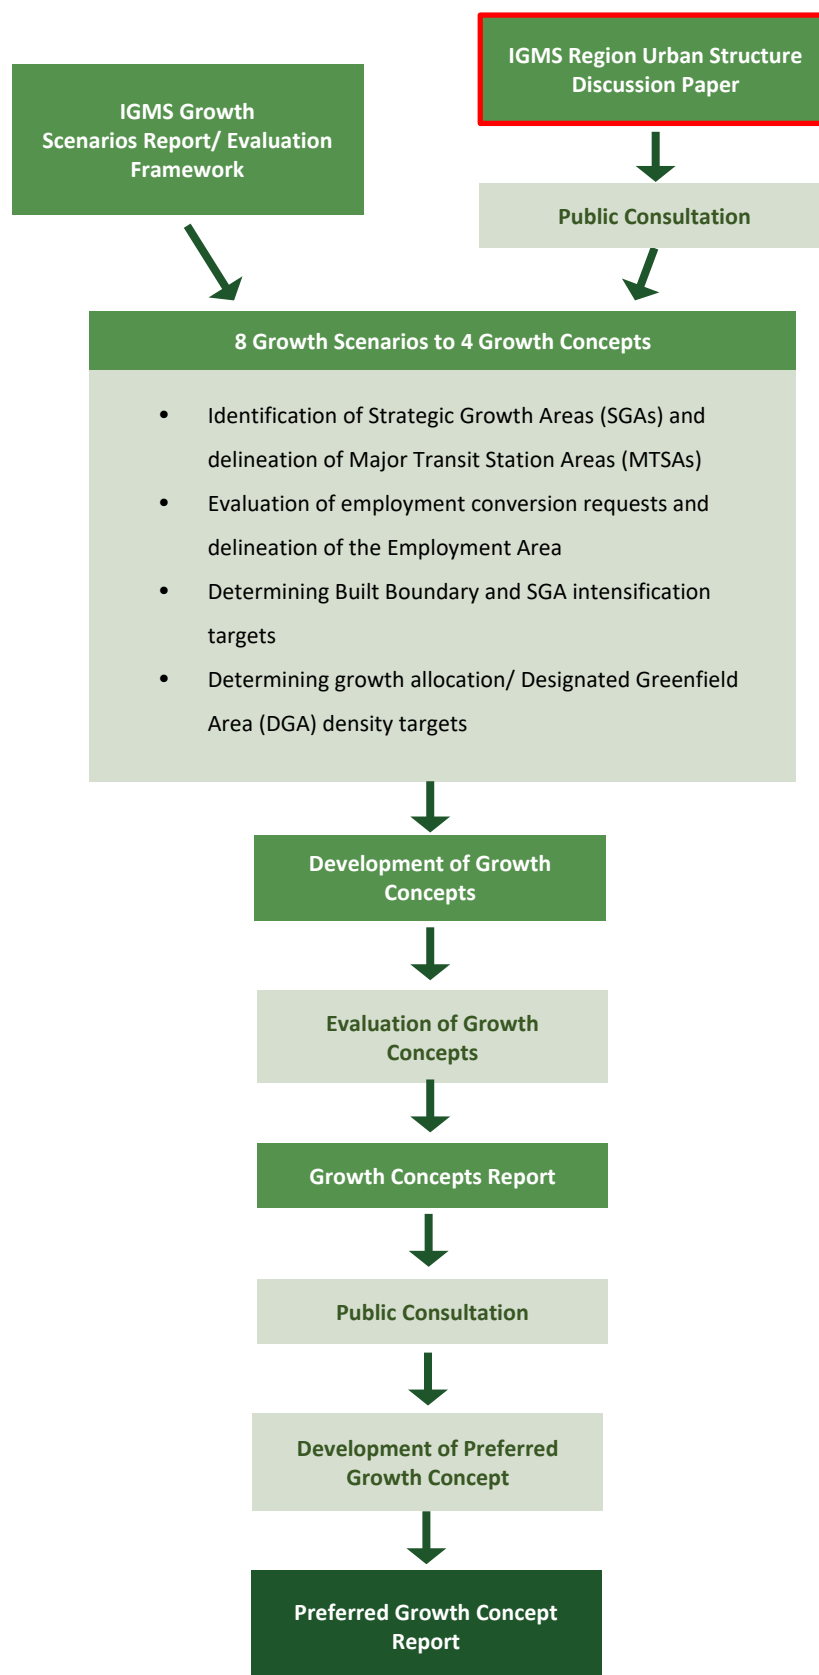 IGMS Region Urban Structure
Discussion Paper
IGMS Growth
Scenarios Report/ Evaluation
Framework
Public Consultation
8 Growth Scenarios to 4 Growth Concepts
• Identification of Strategic Growth Areas (SGAs) and
delineation of Major Transit Station Areas (MTSAs)
• Evaluation of employment conversion requests and
delineation of the Employment Area
• Determining Built Boundary and SGA intensification
targets
• Determining growth allocation/ Designated Greenfield
Area (DGA) density targets
Development of Growth
Concepts
Evaluation of Growth
Concepts
Growth Concepts Report
Public Consultation
Development of Preferred
Growth Concept
Preferred Growth Concept
Report